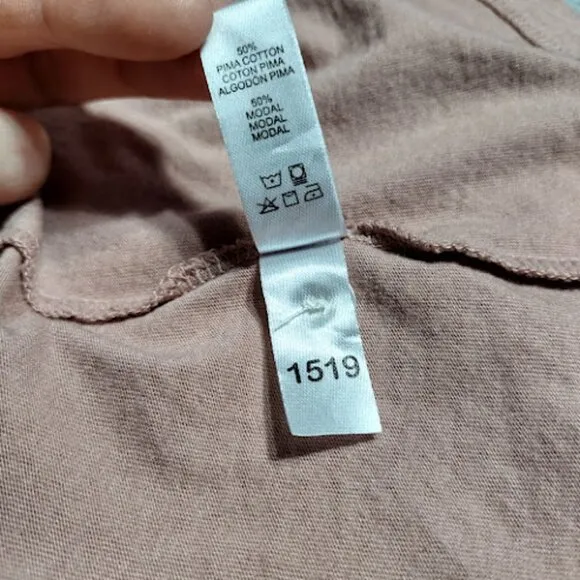 50%
PIMA COTTON
COTON PIMA
ALGODÓN PIMA
50%
MODAL
MODAL
MODAL
1519